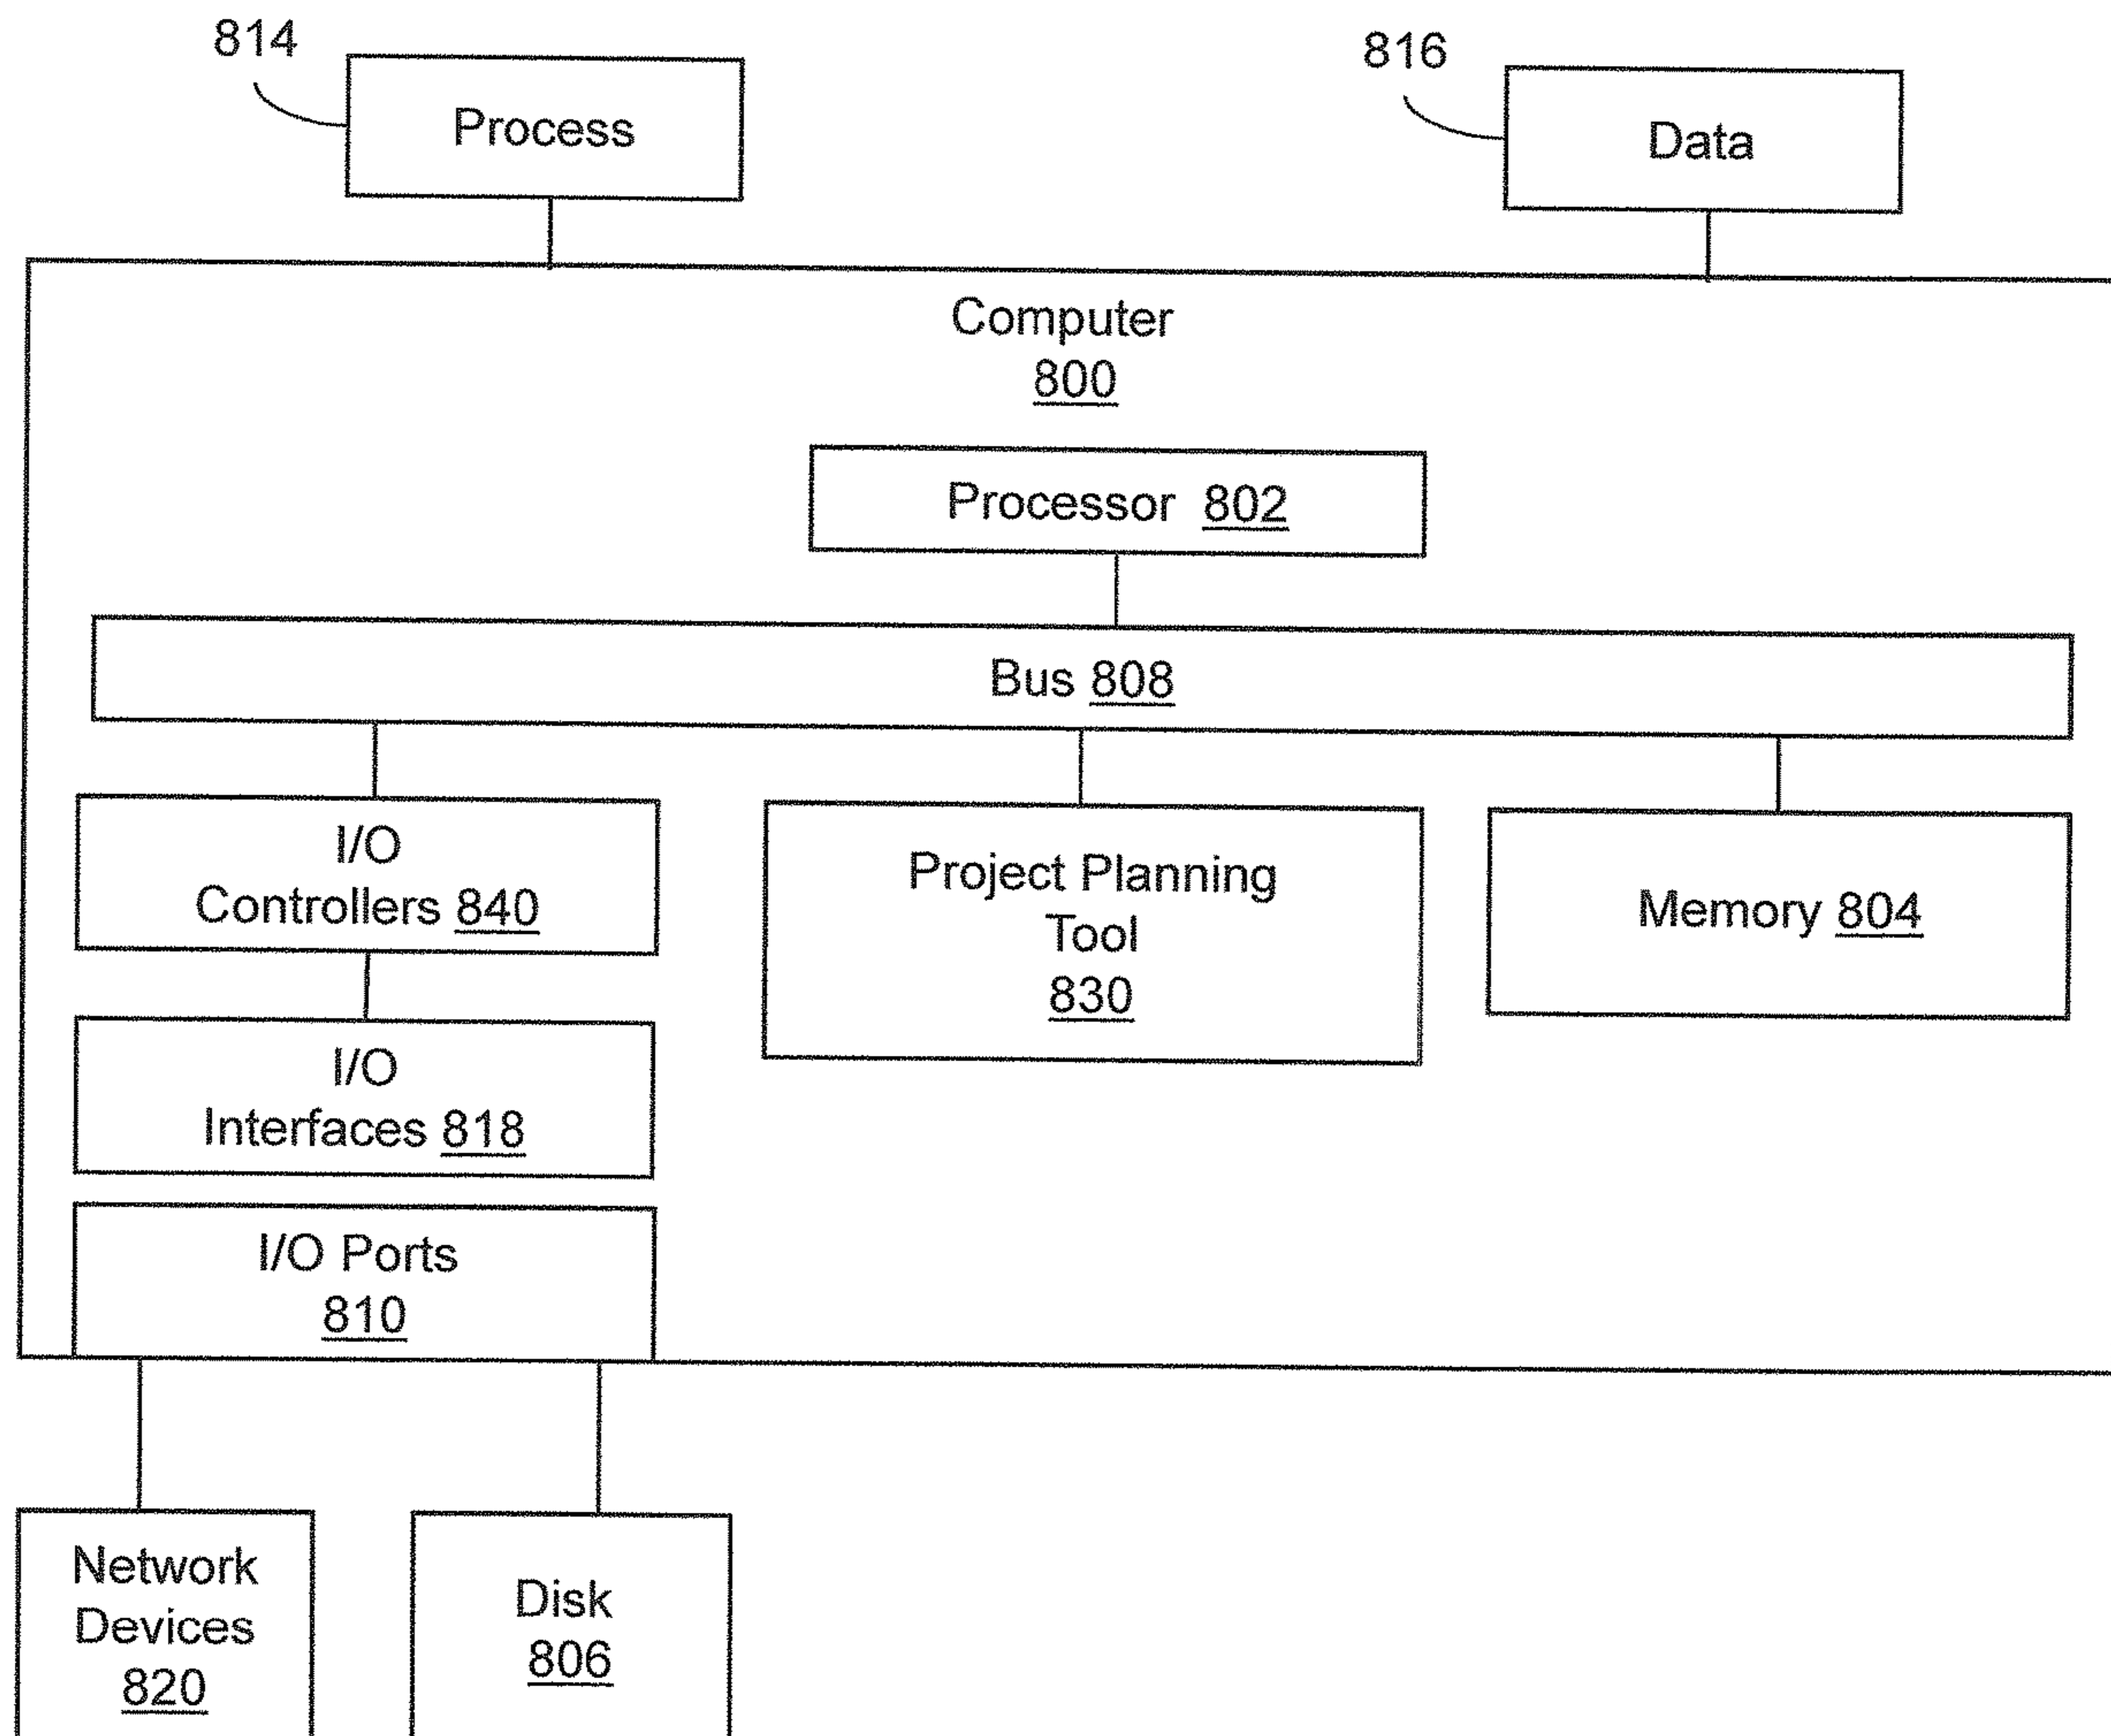 814
Process
816
Data
Computer
800
Processor 802
Bus 808
I/O
Controllers 840
Project Planning
Tool
830
Memory 804
I/O
Interfaces 818
I/O Ports
810
Network
Devices
820
Disk
806